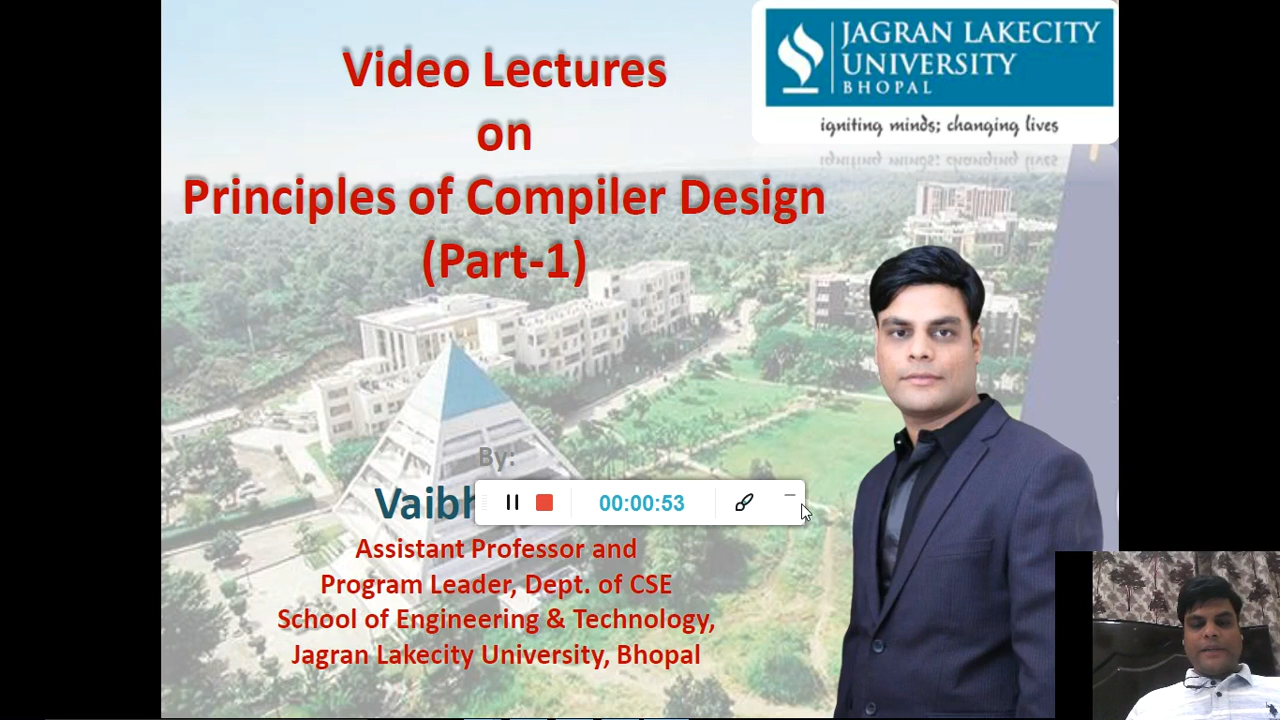 JAGRAN LAKECITY
UNIVERSITY
BHOPAL
igniting minds; changing lives
Video Lectures
on
Principles of Compiler Design
(Part-1)
By:
00:00:53
Assistant Professor and
Program Leader, Dept. of CSE
School of Engineering & Technology,
Jagran Lakecity University, Bhopal